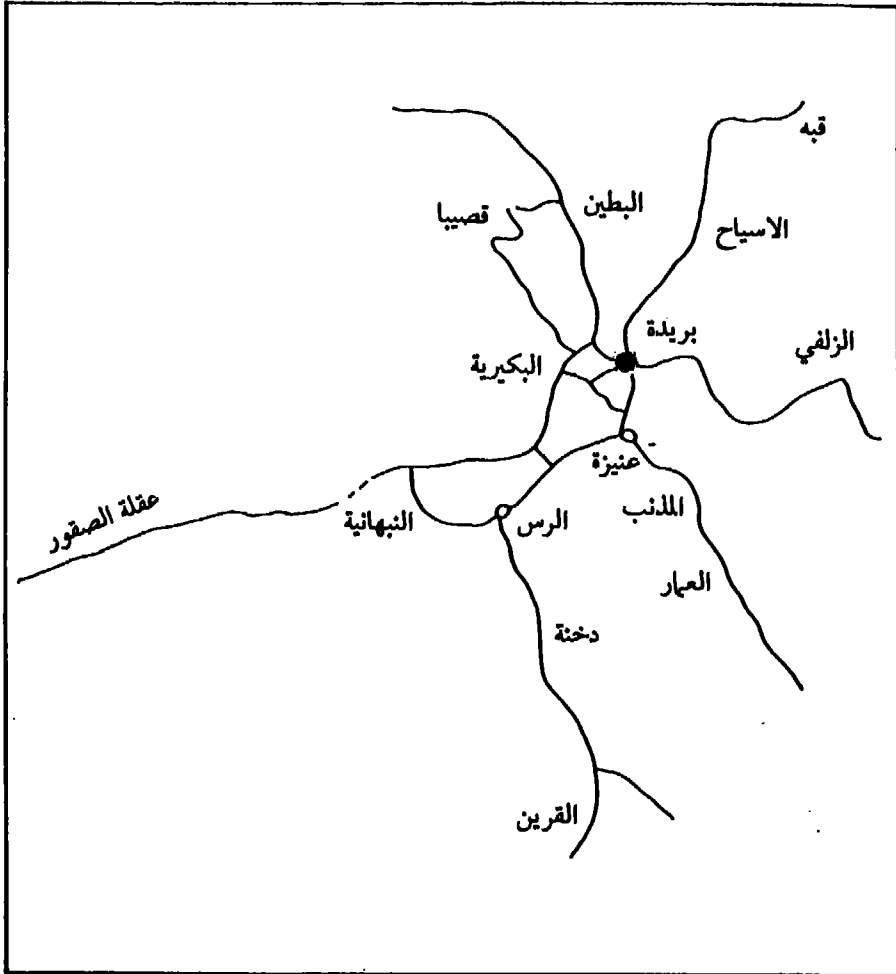 قبه
البطين
قصيبا
الاسياح
بريدة
الزلفي
البكيرية
عنيزة
المذنب
الرس
النبهانية
عقلة الصقور
العمار
دخنة
القرين